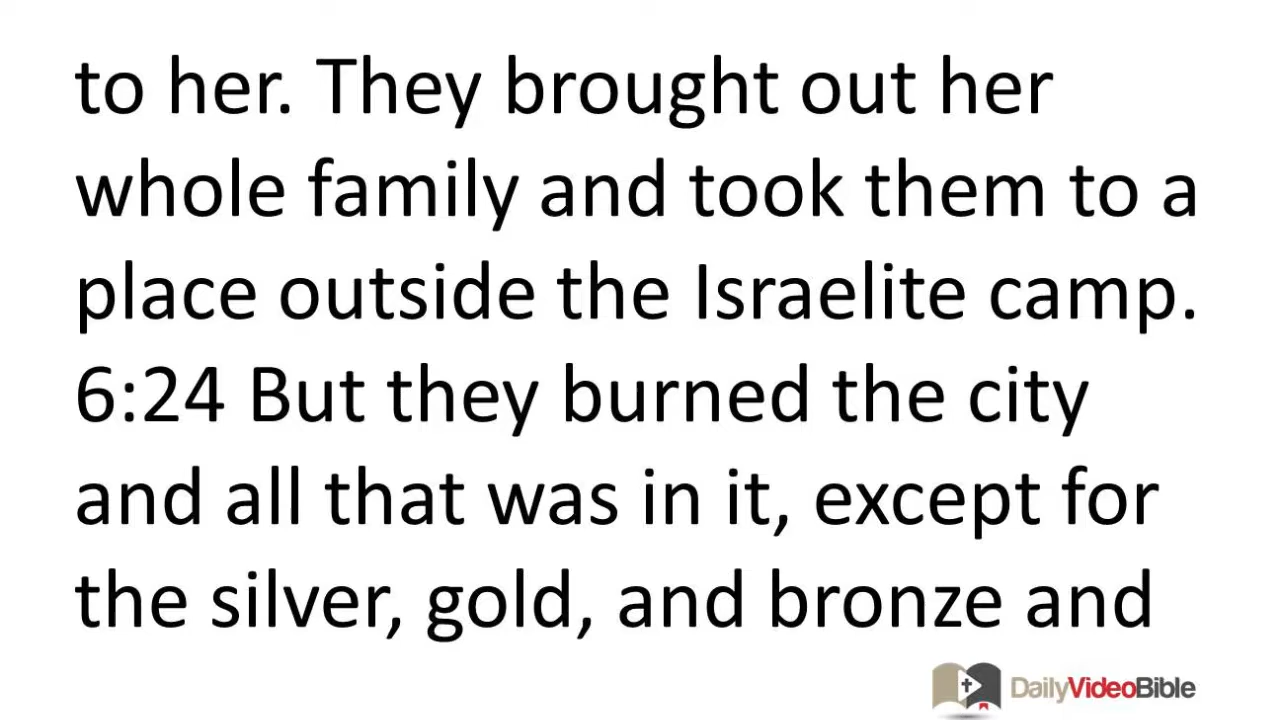 to her. They brought out her
whole family and took them to a
place outside the Israelite camp.
6:24 But they burned the city
and all that was in it, except for
the silver, gold, and bronze and
DailyVideoBible